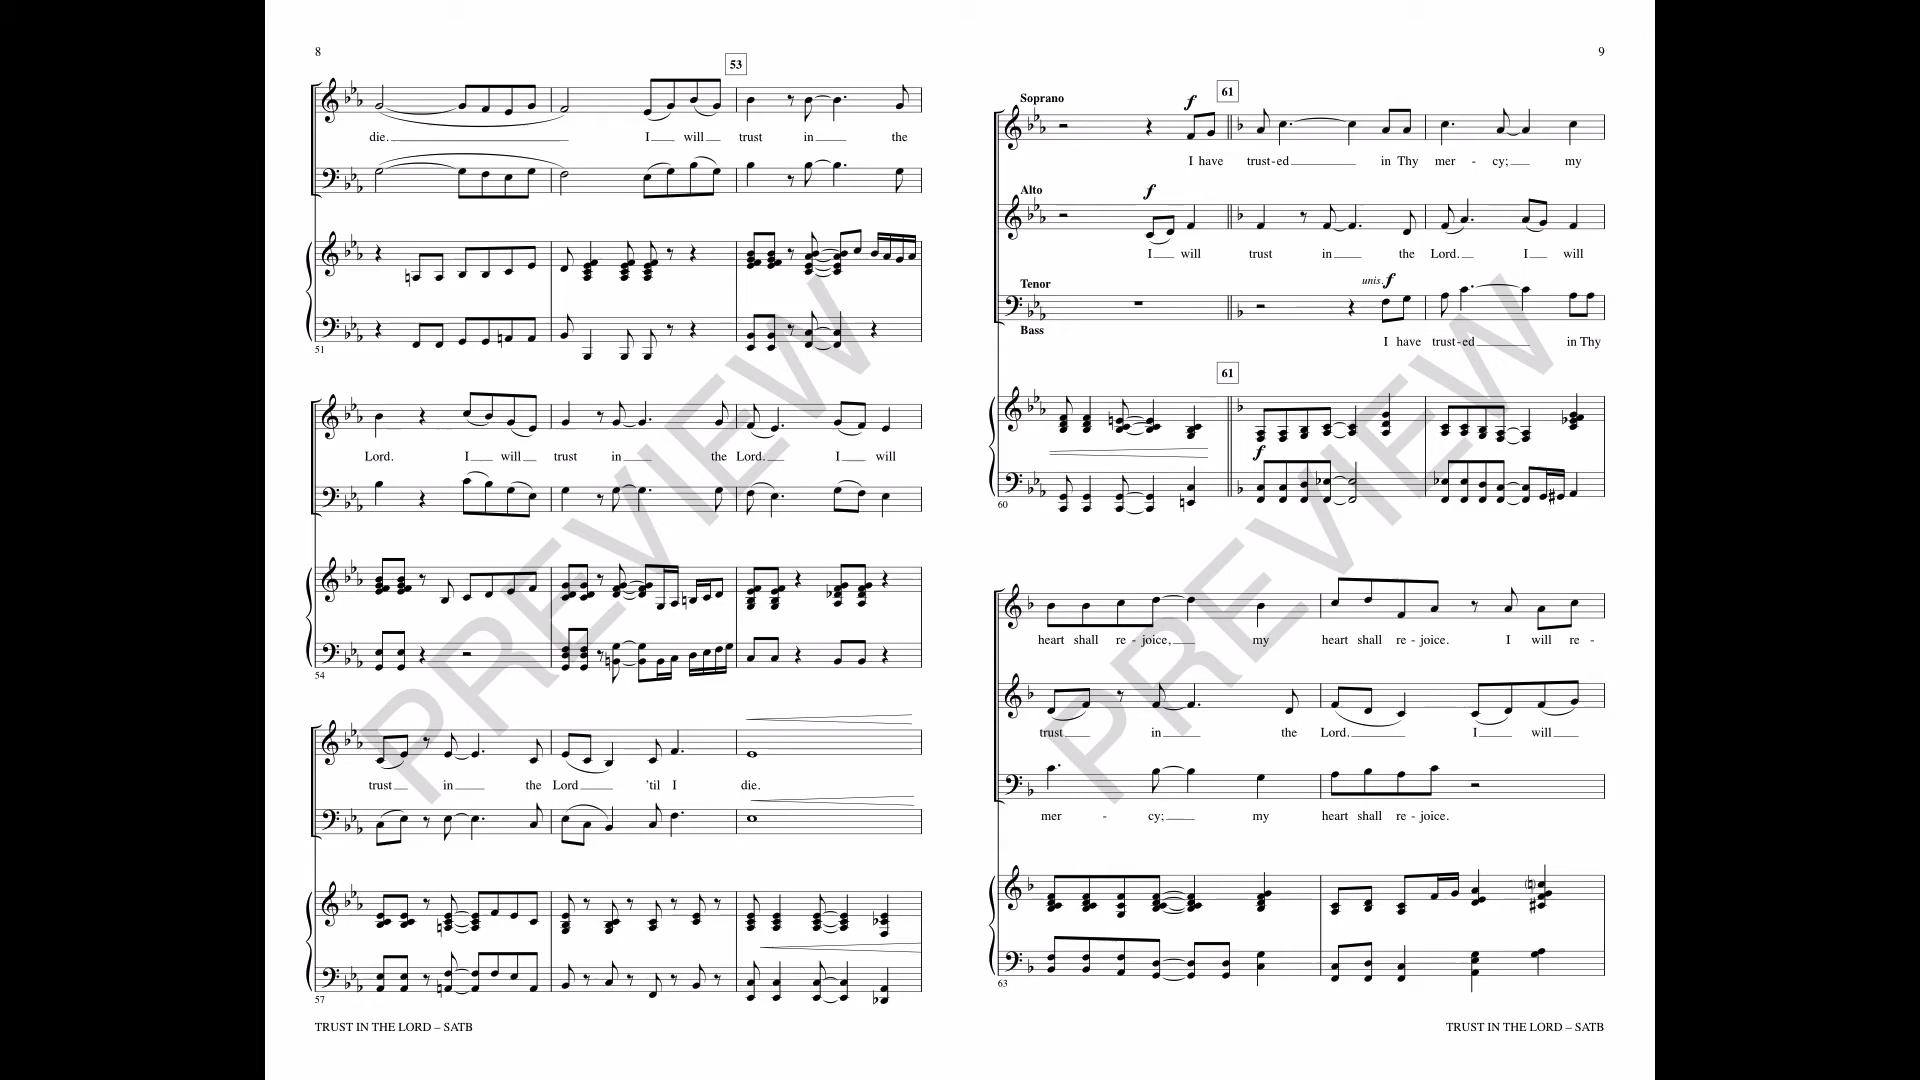 8
53
die. I will trust in the
51
Lord. I will trust in the Lord. I will
54
trust in the Lord 'til I die.
57
TRUST IN THE LORD – SATB
PREVIEW
9
Soprano f 61
I have trust-ed in Thy mer - cy; my
Alto f
I will trust in the Lord. I will
Tenor unis. f
Bass
I have trust-ed in Thy
61
f
60
heart shall re - joice, my heart shall re - joice. I will re -
trust in the Lord. I will
mer - cy; my heart shall re - joice.
63
TRUST IN THE LORD – SATB
PREVIEW